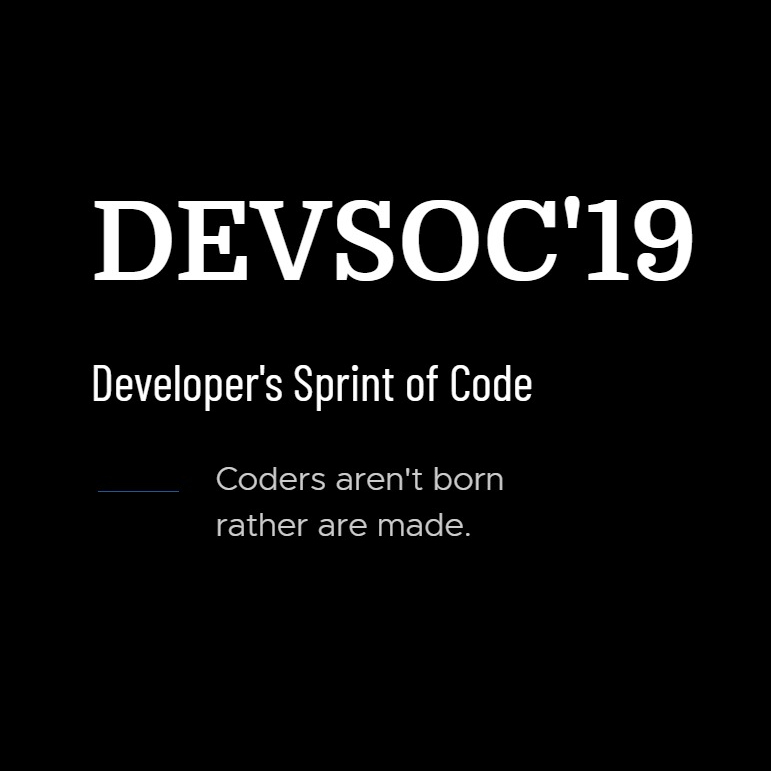 DEVSOC'19
Developer's Sprint of Code
Coders aren't born
rather are made.